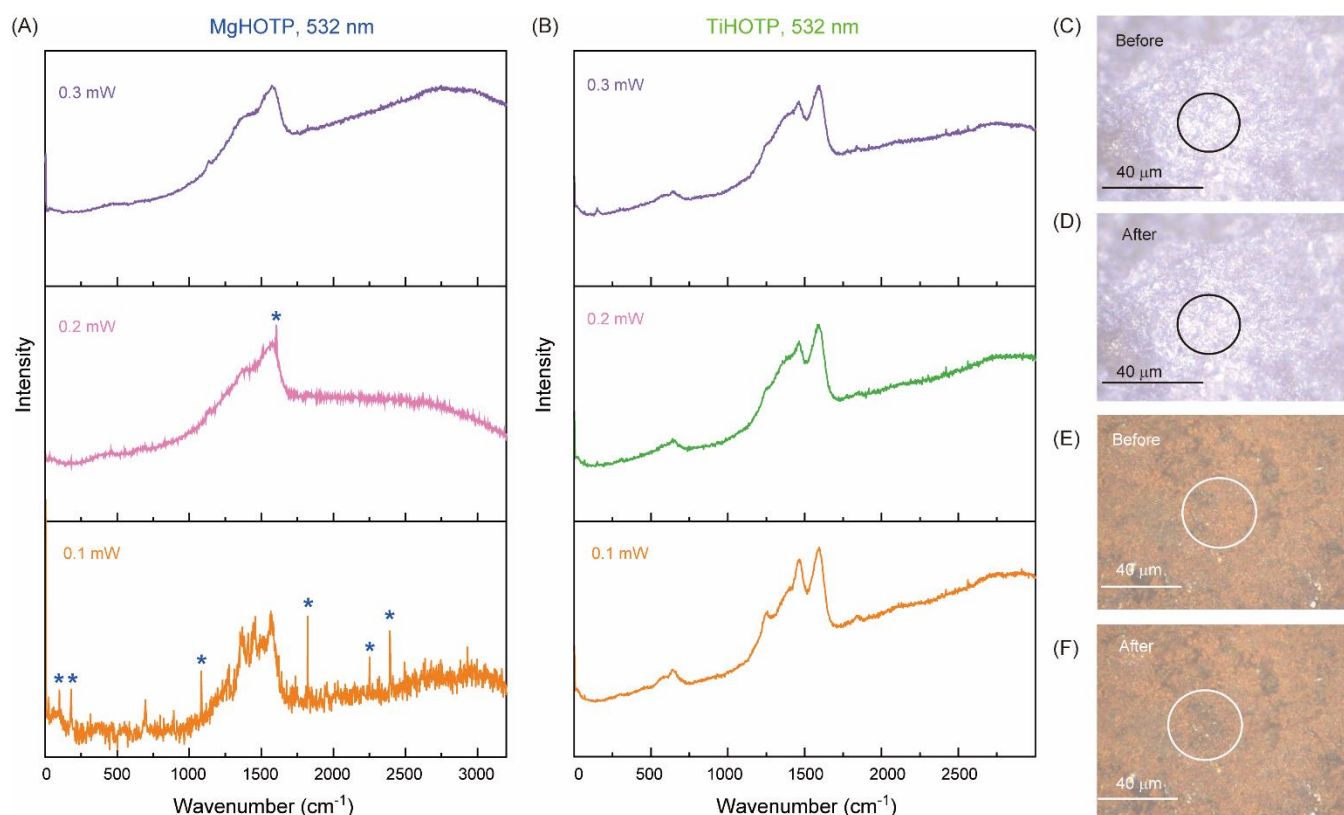 (A)
MgHOTP, 532 nm
0.3 mW
0.2 mW
*
0.1 mW
* * * * * *
Intensity
0 500 1000 1500 2000 2500 3000
Wavenumber (cm-1)
(B)
TiHOTP, 532 nm
0.3 mW
0.2 mW
0.1 mW
Intensity
0 500 1000 1500 2000 2500
Wavenumber (cm-1)
(C)
Before
40 μm
(D)
After
40 μm
(E)
Before
40 μm
(F)
After
40 μm